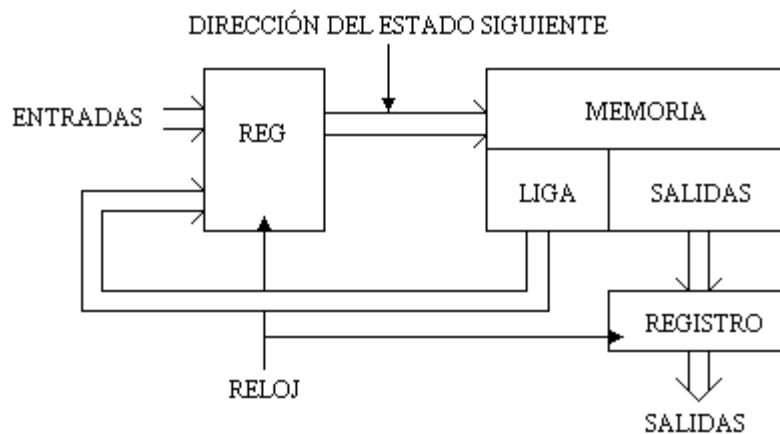 DIRECCIÓN DEL ESTADO SIGUIENTE
ENTRADAS
REG
MEMORIA
LIGA
SALIDAS
REGISTRO
RELOJ
SALIDAS